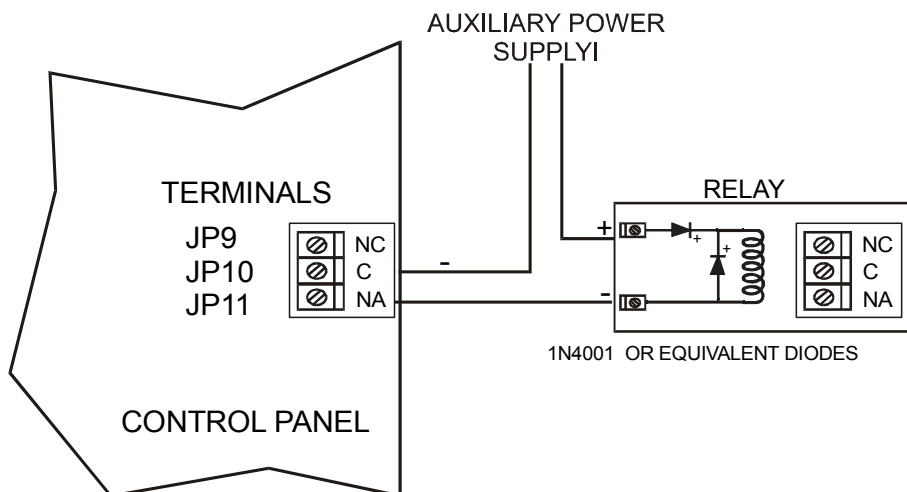 AUXILIARY POWER
SUPPLYI
TERMINALS
JP9
JP10
JP11
NC
C
NA
-
RELAY
+
-
+
+
NC
C
NA
1N4001 OR EQUIVALENT DIODES
CONTROL PANEL